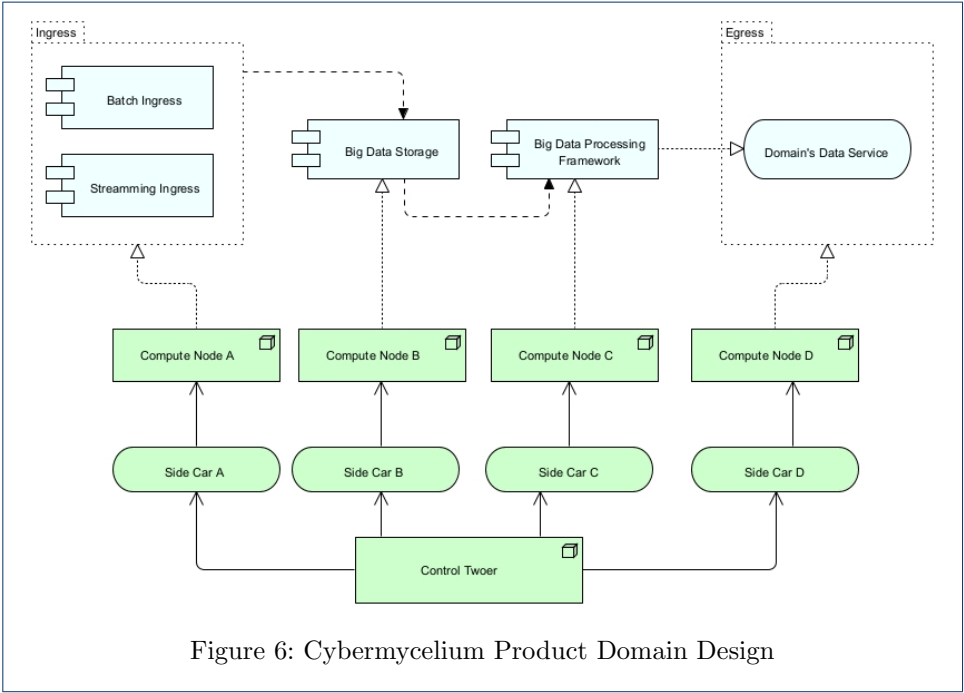 Ingress
Egress
Batch Ingress
Streamming Ingress
Big Data Storage
Big Data Processing
Framework
Domain's Data Service
Compute Node A
Compute Node B
Compute Node C
Compute Node D
Side Car A
Side Car B
Side Car C
Side Car D
Control Twoer
Figure 6: Cybermycelium Product Domain Design